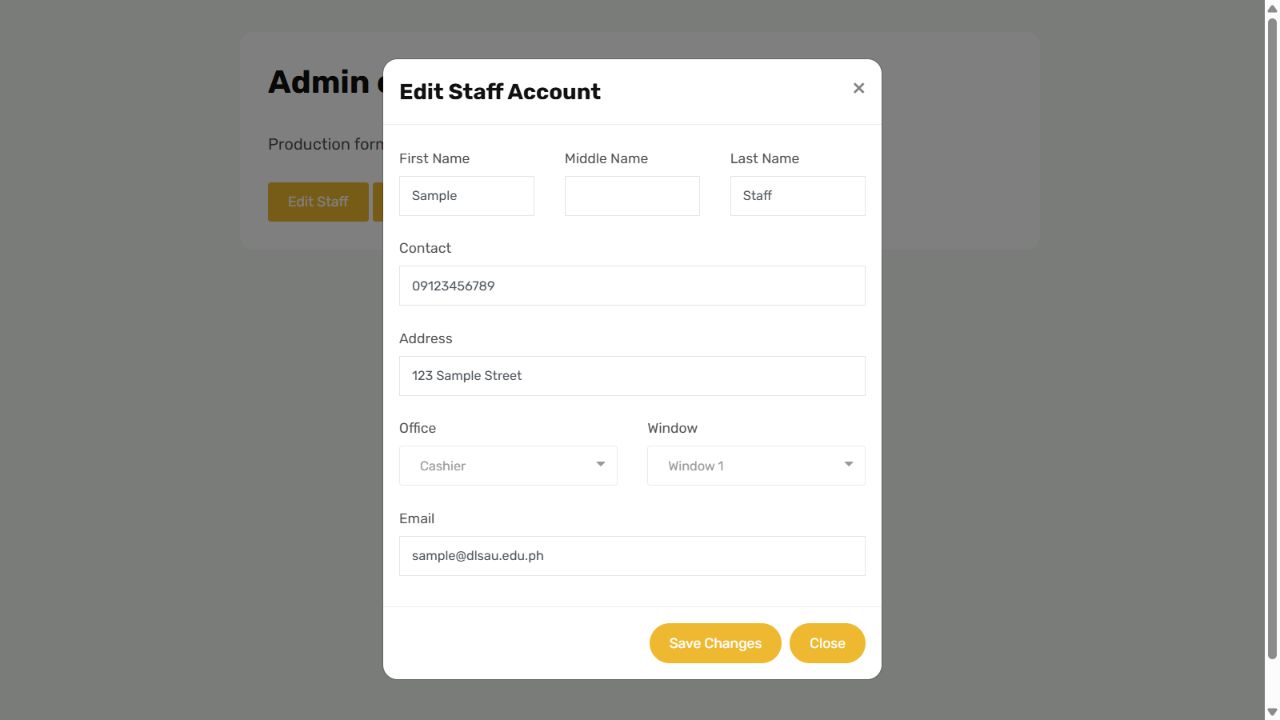 Admin
Edit Staff Account
×
Production form
Edit Staff
First Name Middle Name Last Name
Sample Staff
Contact
09123456789
Address
123 Sample Street
Office Window
Cashier Window 1
Email
sample@dlsau.edu.ph
Save Changes Close